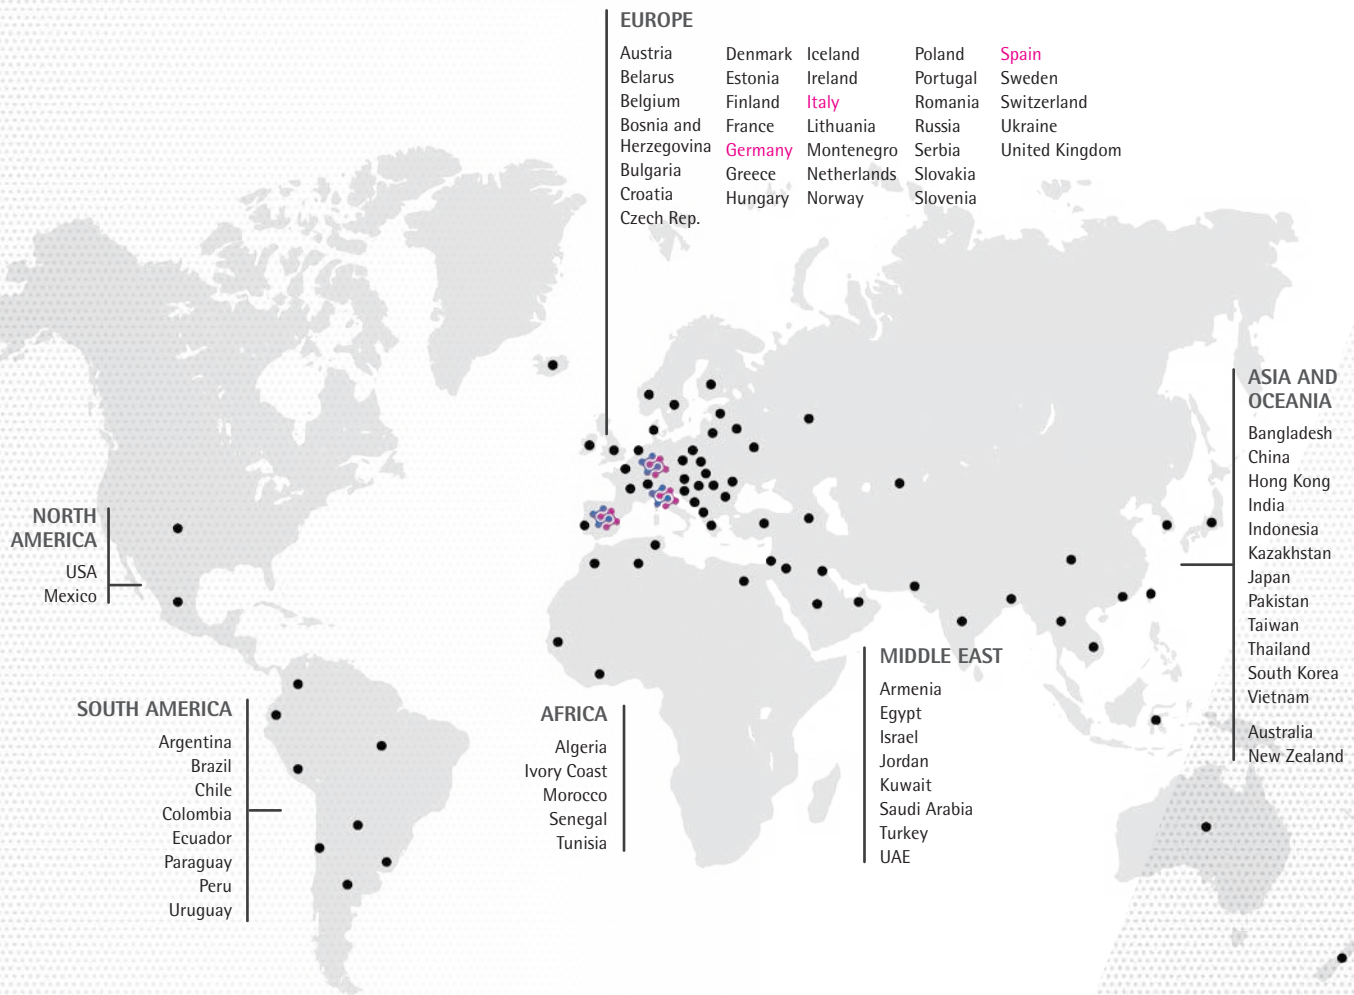 EUROPE
Austria
Belarus
Belgium
Bosnia and
Herzegovina
Bulgaria
Croatia
Czech Rep.
Denmark
Estonia
Finland
France
Germany
Greece
Hungary
Iceland
Ireland
Italy
Lithuania
Montenegro
Netherlands
Norway
Poland
Portugal
Romania
Russia
Serbia
Slovakia
Slovenia
Spain
Sweden
Switzerland
Ukraine
United Kingdom
NORTH
AMERICA
USA
Mexico
SOUTH AMERICA
Argentina
Brazil
Chile
Colombia
Ecuador
Paraguay
Peru
Uruguay
AFRICA
Algeria
Ivory Coast
Morocco
Senegal
Tunisia
MIDDLE EAST
Armenia
Egypt
Israel
Jordan
Kuwait
Saudi Arabia
Turkey
UAE
ASIA AND
OCEANIA
Bangladesh
China
Hong Kong
India
Indonesia
Kazakhstan
Japan
Pakistan
Taiwan
Thailand
South Korea
Vietnam
Australia
New Zealand